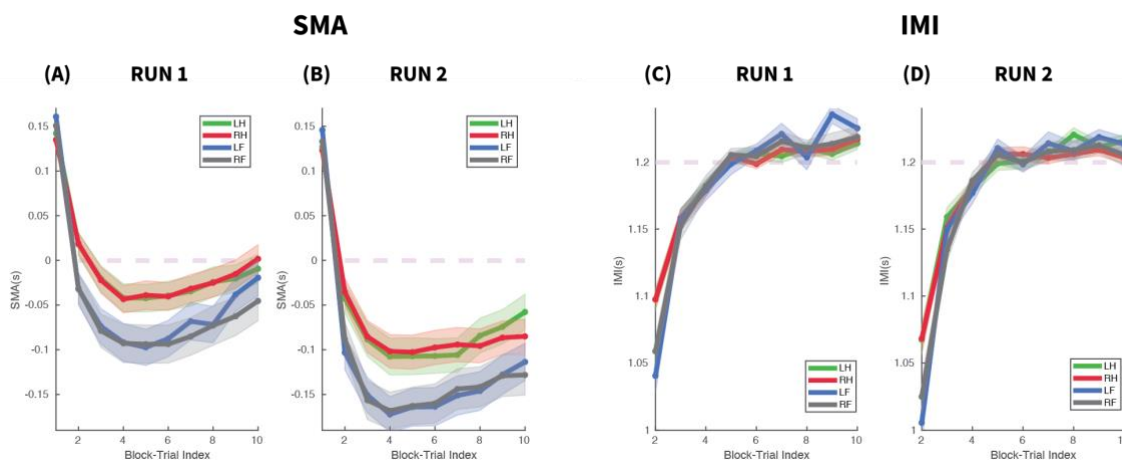 SMA
IMI
(A) RUN 1
(B) RUN 2
(C) RUN 1
(D) RUN 2
0.15
0.1
0.05
0
-0.05
-0.1
-0.15
SMA(s)
LH
RH
LF
RF
2 4 6 8 10
Block-Trial Index
0.15
0.1
0.05
0
-0.05
-0.1
-0.15
SMA(s)
LH
RH
LF
RF
2 4 6 8 10
Block-Trial Index
1.2
1.1
1.05
1
IMI(s)
LH
RH
LF
RF
2 4 6 8 10
Block-Trial Index
1.2
1.15
1.1
1.05
1
IMI(s)
LH
RH
LF
RF
2 4 6 8 10
Block-Trial Index